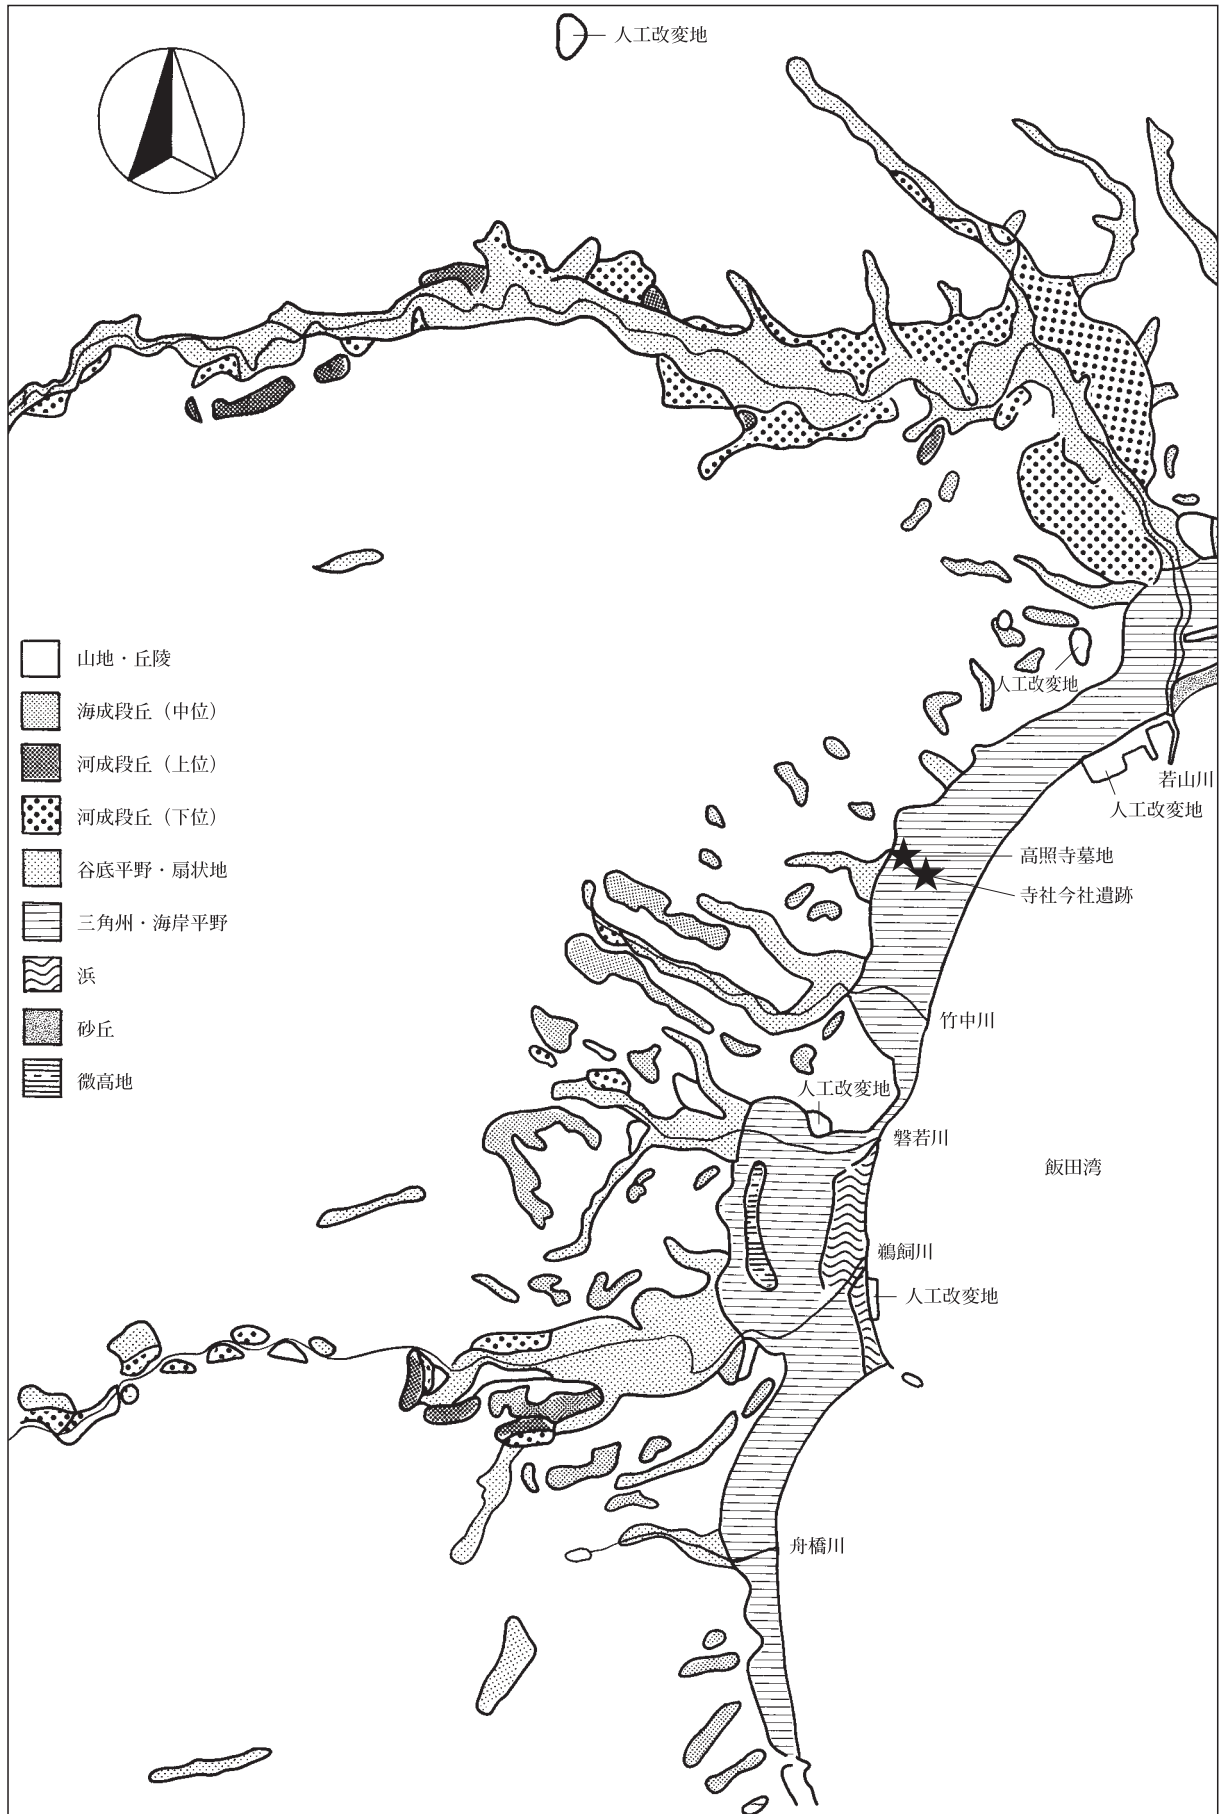 人工改変地
山地・丘陵
海成段丘（中位）
河成段丘（上位）
河成段丘（下位）
谷底平野・扇状地
三角州・海岸平野
浜
砂丘
微高地
人工改変地
若山川
人工改変地
高照寺墓地
寺社今社遺跡
竹中川
人工改変地
磐若川
飯田湾
鵜飼川
人工改変地
舟橋川